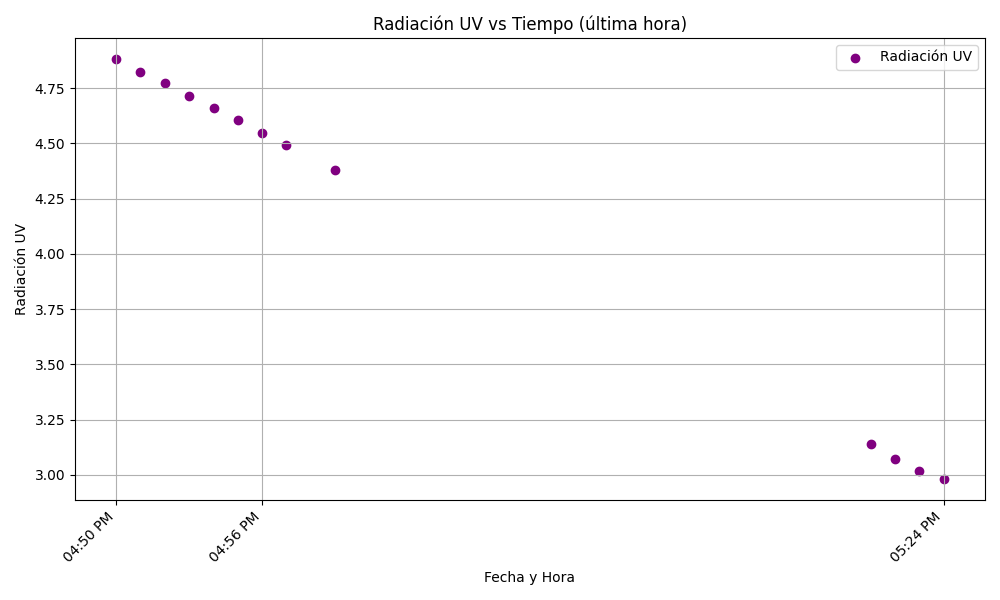 Radiación UV vs Tiempo (última hora)
Radiación UV
4.75
4.50
4.25
4.00
3.75
3.50
3.25
3.00
Radiación UV
04:50 PM
04:56 PM
05:24 PM
Fecha y Hora